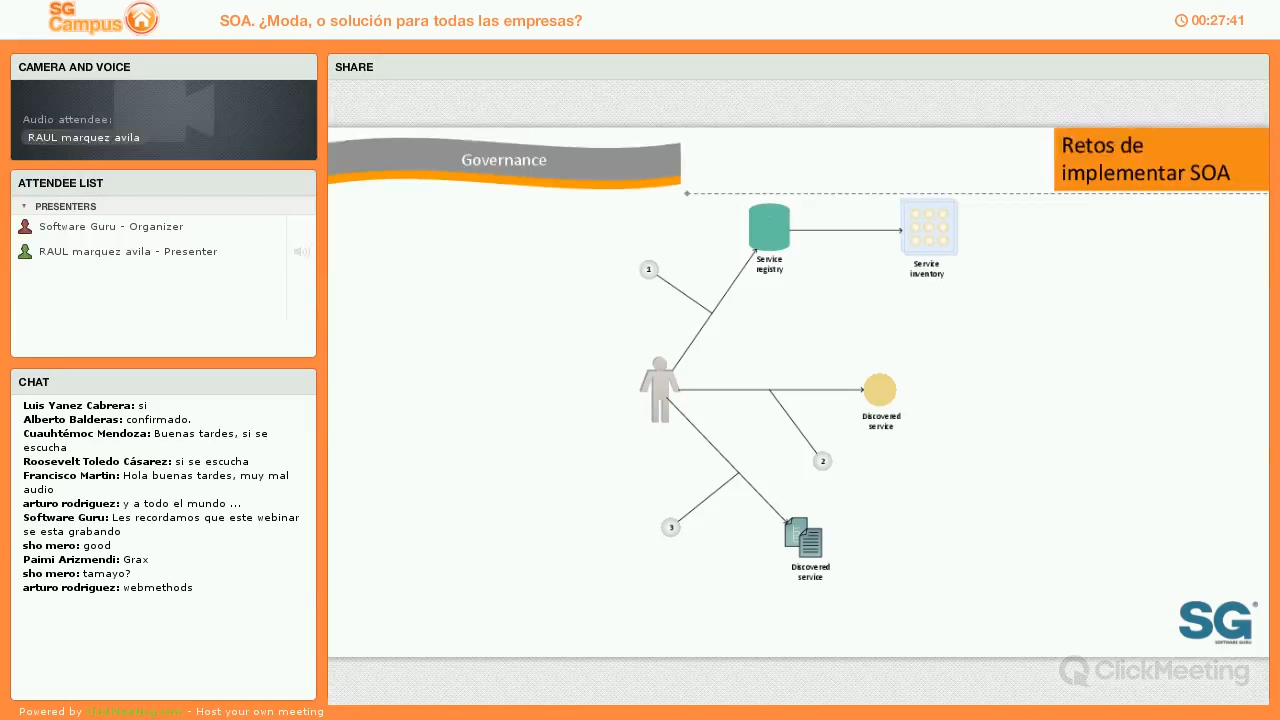 SG
Campus
SOA. ¿Moda, o solución para todas las empresas?
00:27:41
CAMERA AND VOICE
Audio attendee:
RAUL marquez avila
ATTENDEE LIST
PRESENTERS
Software Guru - Organizer
RAUL marquez avila - Presenter
CHAT
Luis Yanez Cabrera: si
Alberto Balderas: confirmado.
Cuauhtémoc Mendoza: Buenas tardes, si se
escucha
Roosevelt Toledo Cásarez: si se escucha
Francisco Martin: Hola buenas tardes, muy mal
audio
arturo rodriguez: y a todo el mundo ...
Software Guru: Les recordamos que este webinar
se esta grabando
sho mero: good
Paimi Arizmendi: Grax
sho mero: tamayo?
arturo rodriguez: webmethods
Powered by ClickMeeting.com - Host your own meeting
SHARE
Governance
Retos de
implementar SOA
Service
registry
Service
inventory
1
Discovered
service
2
3
Discovered
service
SG
SOFTWARE GURU
ClickMeeting